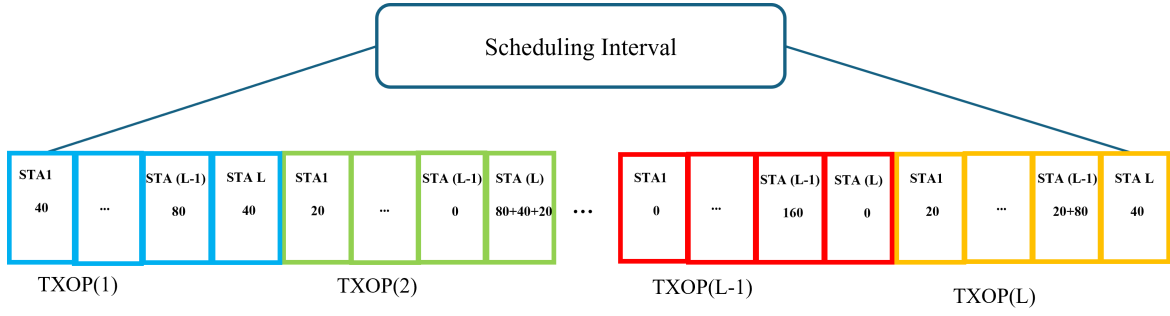 Scheduling Interval
STA1 STA (L-1) STA L STA1 STA (L-1) STA (L) STA1 STA (L-1) STA (L) STA1 STA (L-1) STA L
40 ... 80 40 20 ... 0 80+40+20 ... 0 ... 160 0 20 ... 20+80 40
TXOP(1) TXOP(2) TXOP(L-1) TXOP(L)